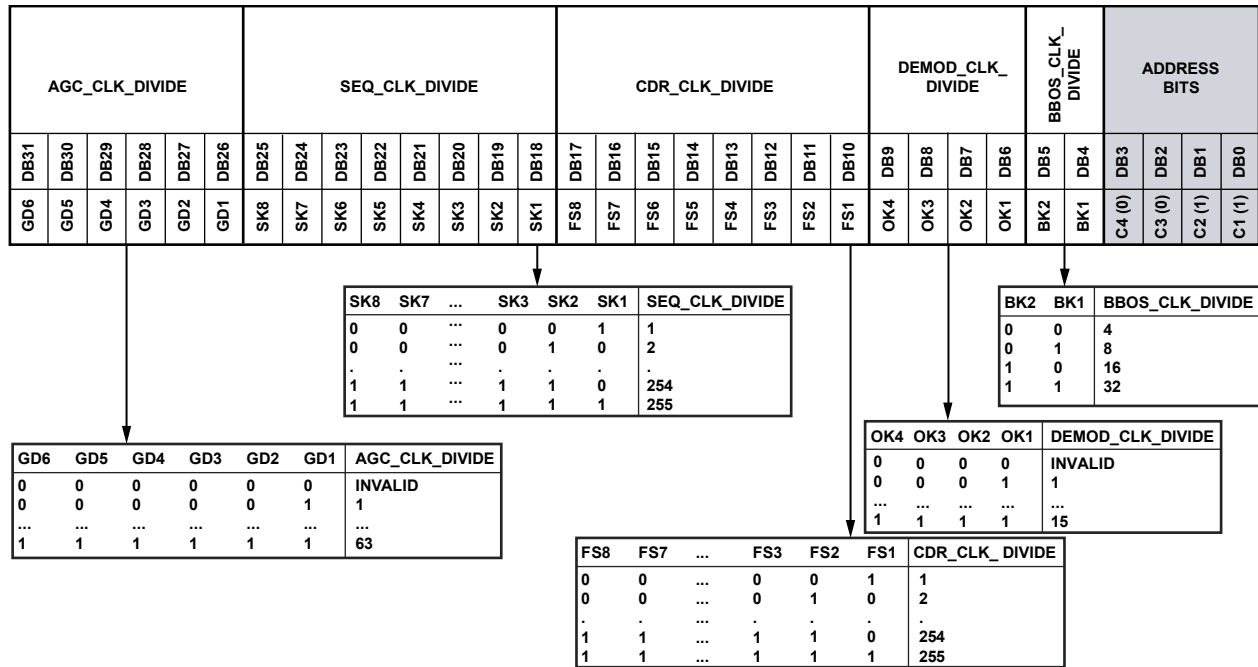 AGC_CLK_DIVIDE SEQ_CLK_DIVIDE CDR_CLK_DIVIDE DEMOD_CLK_ DIVIDE BBOS_CLK_ DIVIDE ADDRESS BITS
DB31 DB30 DB29 DB28 DB27 DB26 DB25 DB24 DB23 DB22 DB21 DB20 DB19 DB18 DB17 DB16 DB15 DB14 DB13 DB12 DB11 DB10 DB9 DB8 DB7 DB6 DB5 DB4 DB3 DB2 DB1 DB0
GD6 GD5 GD4 GD3 GD2 GD1 SK8 SK7 SK6 SK5 SK4 SK3 SK2 SK1 FS8 FS7 FS6 FS5 FS4 FS3 FS2 FS1 OK4 OK3 OK2 OK1 BK2 BK1 C4 (0) C3 (0) C2 (1) C1 (1)
SK8 SK7 ... SK3 SK2 SK1 SEQ_CLK_DIVIDE
0 0 ... 0 0 1 1
0 0 ... 0 1 0 2
. . ... . . . .
1 1 ... 1 1 0 254
1 1 ... 1 1 1 255
BK2 BK1 BBOS_CLK_DIVIDE
0 0 4
0 1 8
1 0 16
1 1 32
GD6 GD5 GD4 GD3 GD2 GD1 AGC_CLK_DIVIDE
0 0 0 0 0 0 INVALID
0 0 0 0 0 1 1
... ... ... ... ... ... ...
1 1 1 1 1 1 63
OK4 OK3 OK2 OK1 DEMOD_CLK_DIVIDE
0 0 0 0 INVALID
0 0 0 1 1
... ... ... ... ...
1 1 1 1 15
FS8 FS7 ... FS3 FS2 FS1 CDR_CLK_ DIVIDE
0 0 ... 0 0 1 1
0 0 ... 0 1 0 2
. . ... . . . .
1 1 ... 1 1 0 254
1 1 ... 1 1 1 255